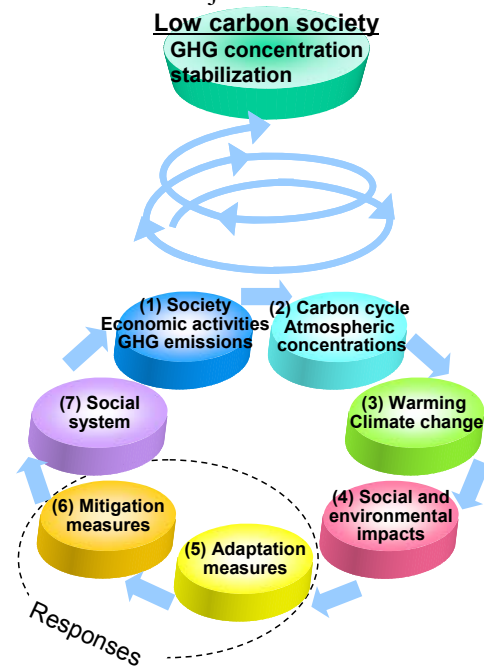 Low carbon society
GHG concentration
stabilization
(1) Society
Economic activities
GHG emissions
(2) Carbon cycle
Atmospheric
concentrations
(3) Warming
Climate change
(4) Social and
environmental
impacts
(5) Adaptation
measures
(6) Mitigation
measures
(7) Social
system
Responses